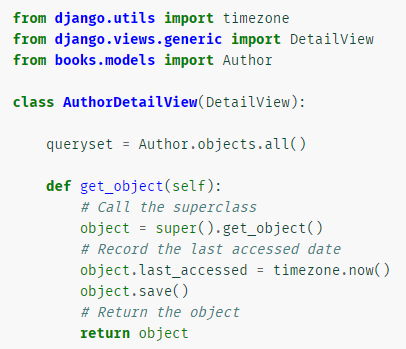 from django.utils import timezone
from django.views.generic import DetailView
from books.models import Author

class AuthorDetailView(DetailView):

    queryset = Author.objects.all()

    def get_object(self):
        # Call the superclass
        object = super().get_object()
        # Record the last accessed date
        object.last_accessed = timezone.now()
        object.save()
        # Return the object
        return object